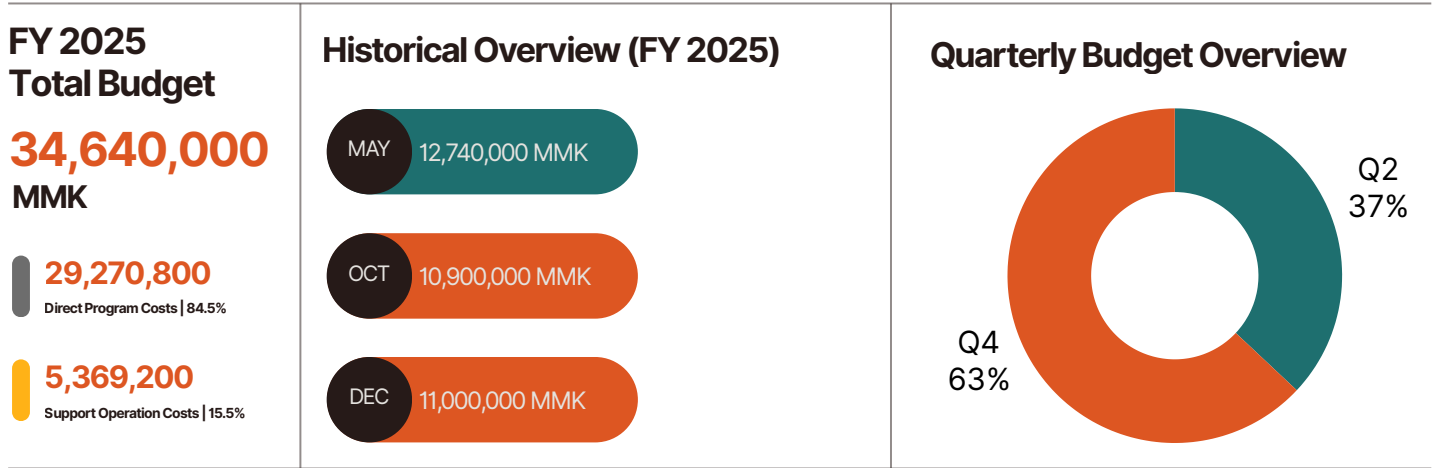 FY 2025
Total Budget
34,640,000
MMK
29,270,800
Direct Program Costs | 84.5%
5,369,200
Support Operation Costs | 15.5%
Historical Overview (FY 2025)
MAY 12,740,000 MMK
OCT 10,900,000 MMK
DEC 11,000,000 MMK
Quarterly Budget Overview
Q2
37%
Q4
63%